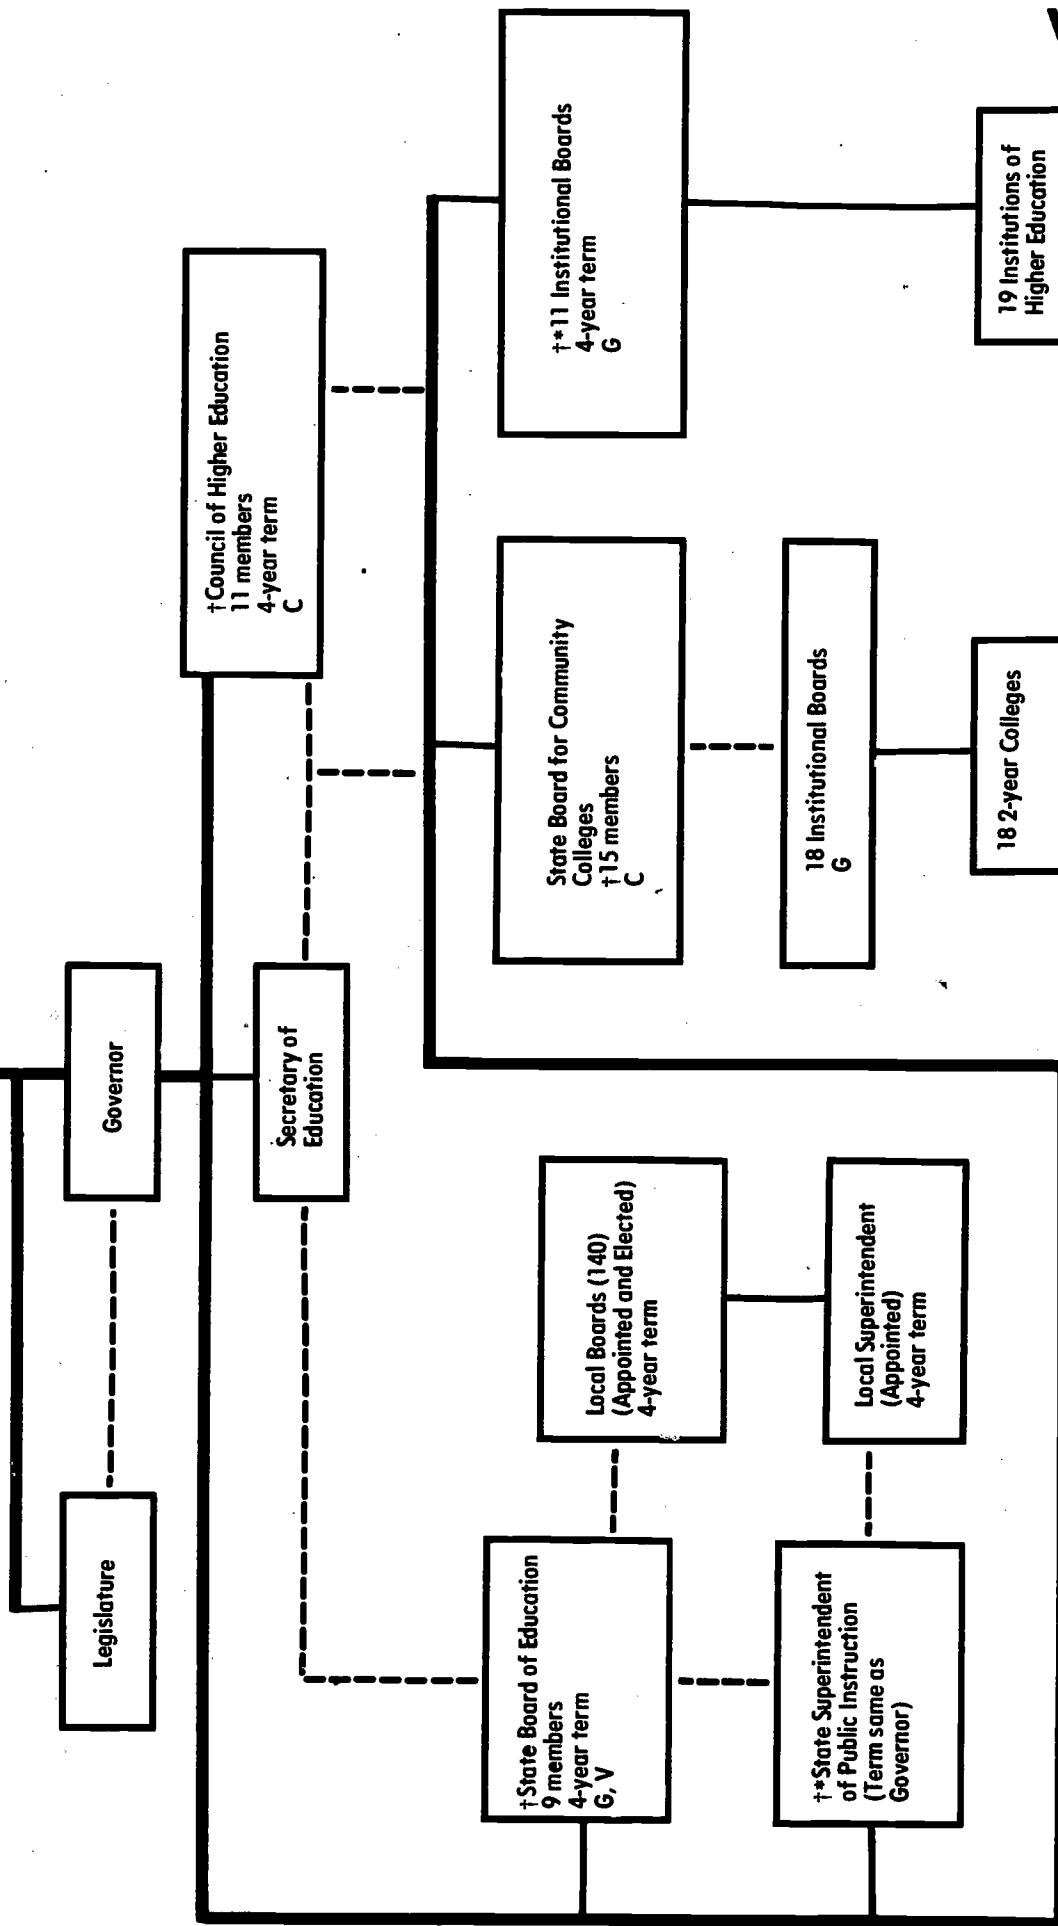 Legislature
Governor
Secretary of
Education
†Council of Higher Education
11 members
4-year term
C
†State Board of Education
9 members
4-year term
G, V
Local Boards (140)
(Appointed and Elected)
4-year term
State Board for Community
Colleges
†15 members
C
†*11 Institutional Boards
4-year term
G
†*State Superintendent
of Public Instruction
(Term same as
Governor)
Local Superintendent
(Appointed)
4-year term
18 Institutional Boards
G
18 2-year Colleges
19 Institutions of
Higher Education